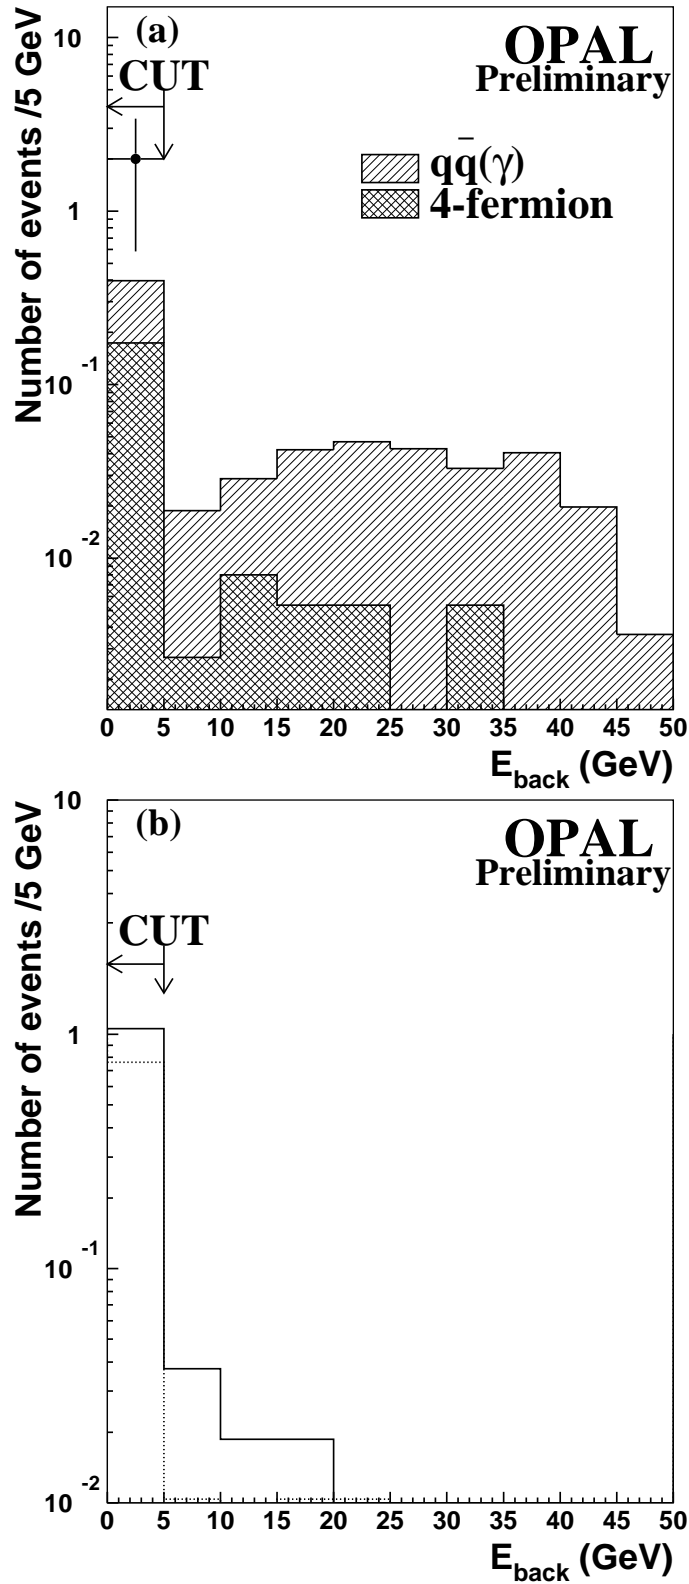 (a)
OPAL
Preliminary
CUT
qq̄(γ)
4-fermion
Number of events /5 GeV
10
1
10 -1
10 -2
0 5 10 15 20 25 30 35 40 45 50
E_back (GeV)
(b)
OPAL
Preliminary
CUT
Number of events /5 GeV
10
1
10 -1
10 -2
0 5 10 15 20 25 30 35 40 45 50
E_back (GeV)